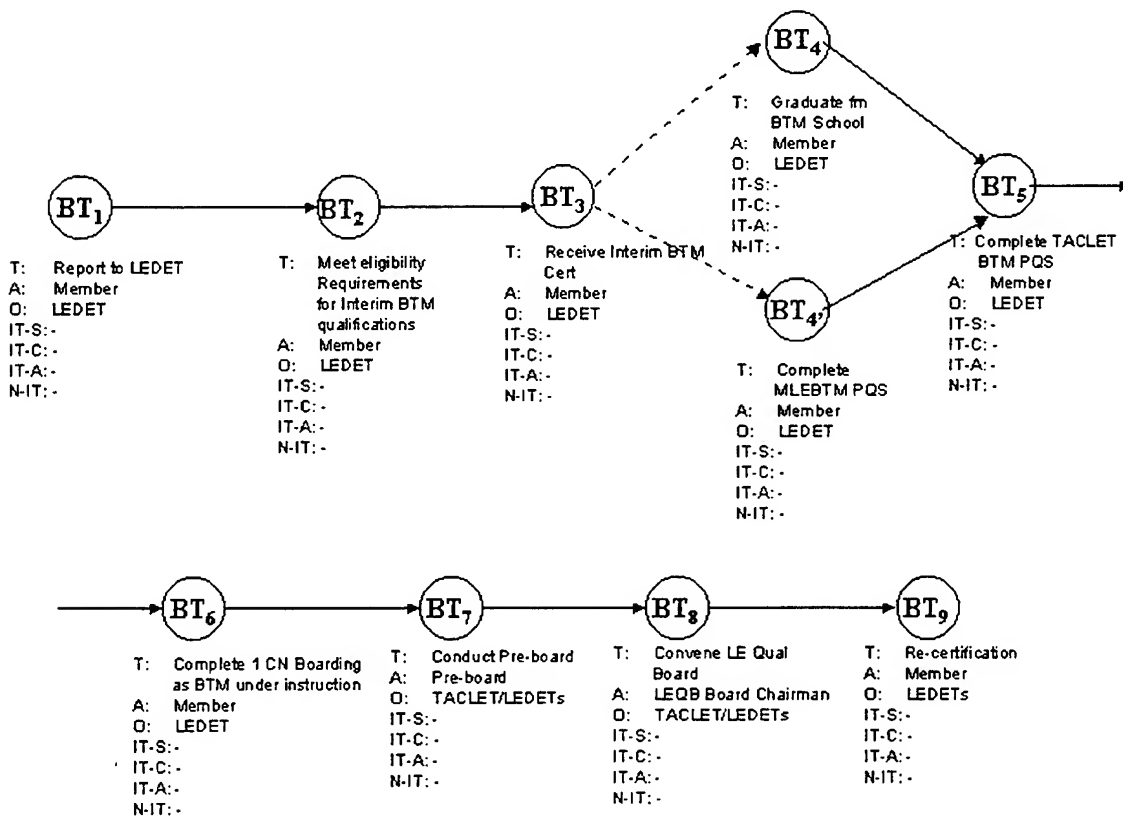 BT1
T: Report to LEDET
A: Member
O: LEDET
IT-S:-
IT-C: -
IT-A:-
N-IT: -
BT2
T: Meet eligibility
Requirements
for Interim BTM
qualifications
A: Member
O: LEDET
IT-S:-
IT-C: -
IT-A:-
N-IT: -
BT3
T: Receive Interim BTM
Cert
A: Member
O: LEDET
IT-S:-
IT-C: -
IT-A:-
N-IT: -
BT4
T: Graduate fm
BTM School
A: Member
O: LEDET
IT-S:-
IT-C: -
IT-A:-
N-IT: -
BT4'
T: Complete
MLEBTM PQS
A: Member
O: LEDET
IT-S:-
IT-C: -
IT-A:-
N-IT: -
BT5
T: Complete TACLET
BTM PQS
A: Member
O: LEDET
IT-S:-
IT-C: -
IT-A:-
N-IT: -
BT6
T: Complete 1 CN Boarding
as BTM under instruction
A: Member
O: LEDET
IT-S:-
IT-C: -
IT-A:-
N-IT: -
BT7
T: Conduct Pre-board
A: Pre-board
O: TACLET/LEDETs
IT-S:-
IT-C: -
IT-A:-
N-IT: -
BT8
T: Convene LE Qual
Board
A: LEQB Board Chairman
O: TACLET/LEDETs
IT-S:-
IT-C: -
IT-A:-
N-IT: -
BT9
T: Re-certification
A: Member
O: LEDETs
IT-S:-
IT-C: -
IT-A:-
N-IT: -